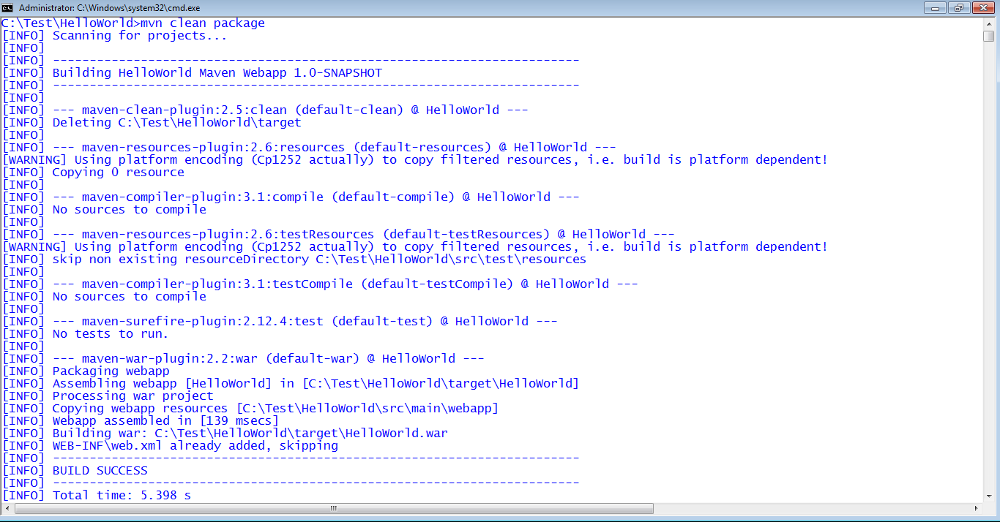 Administrator: C:\Windows\system32\cmd.exe
C:\Test\HelloWorld>mvn clean package
[INFO] Scanning for projects...
[INFO]
[INFO] ------------------------------------------------------------------------
[INFO] Building HelloWorld Maven Webapp 1.0-SNAPSHOT
[INFO] ------------------------------------------------------------------------
[INFO]
[INFO] --- maven-clean-plugin:2.5:clean (default-clean) @ HelloWorld ---
[INFO] Deleting C:\Test\HelloWorld\target
[INFO]
[INFO] --- maven-resources-plugin:2.6:resources (default-resources) @ HelloWorld ---
[WARNING] Using platform encoding (Cp1252 actually) to copy filtered resources, i.e. build is platform dependent!
[INFO] Copying 0 resource
[INFO]
[INFO] --- maven-compiler-plugin:3.1:compile (default-compile) @ HelloWorld ---
[INFO] No sources to compile
[INFO]
[INFO] --- maven-resources-plugin:2.6:testResources (default-testResources) @ HelloWorld ---
[WARNING] Using platform encoding (Cp1252 actually) to copy filtered resources, i.e. build is platform dependent!
[INFO] skip non existing resourceDirectory C:\Test\HelloWorld\src\test\resources
[INFO]
[INFO] --- maven-compiler-plugin:3.1:testCompile (default-testCompile) @ HelloWorld ---
[INFO] No sources to compile
[INFO]
[INFO] --- maven-surefire-plugin:2.12.4:test (default-test) @ HelloWorld ---
[INFO] No tests to run.
[INFO]
[INFO] --- maven-war-plugin:2.2:war (default-war) @ HelloWorld ---
[INFO] Packaging webapp
[INFO] Assembling webapp [HelloWorld] in [C:\Test\HelloWorld\target\HelloWorld]
[INFO] Processing war project
[INFO] Copying webapp resources [C:\Test\HelloWorld\src\main\webapp]
[INFO] Webapp assembled in [139 msecs]
[INFO] Building war: C:\Test\HelloWorld\target\HelloWorld.war
[INFO] WEB-INF\web.xml already added, skipping
[INFO] ------------------------------------------------------------------------
[INFO] BUILD SUCCESS
[INFO] ------------------------------------------------------------------------
[INFO] Total time: 5.398 s